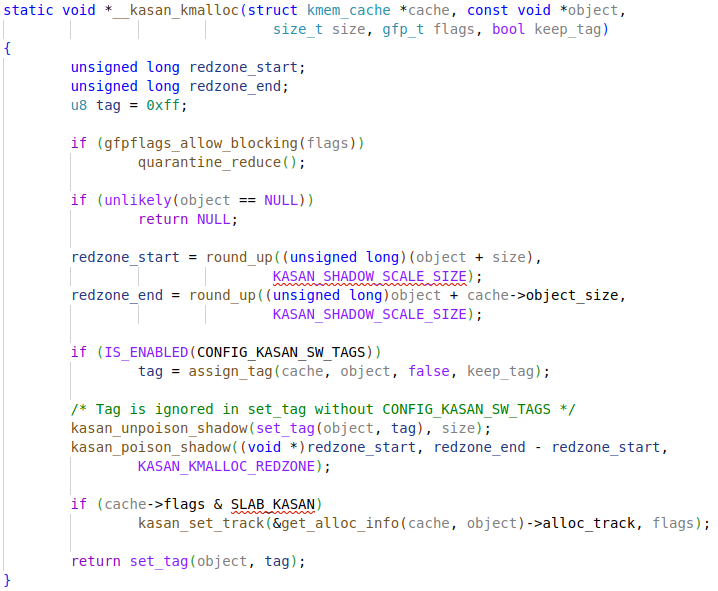 static void *__kasan_kmalloc(struct kmem_cache *cache, const void *object,
                                size_t size, gfp_t flags, bool keep_tag)
{
        unsigned long redzone_start;
        unsigned long redzone_end;
        u8 tag = 0xff;

        if (gfpflags_allow_blocking(flags))
                quarantine_reduce();

        if (unlikely(object == NULL))
                return NULL;

        redzone_start = round_up((unsigned long)(object + size),
                                KASAN_SHADOW_SCALE_SIZE);
        redzone_end = round_up((unsigned long)object + cache->object_size,
                                KASAN_SHADOW_SCALE_SIZE);

        if (IS_ENABLED(CONFIG_KASAN_SW_TAGS))
                tag = assign_tag(cache, object, false, keep_tag);

        /* Tag is ignored in set_tag without CONFIG_KASAN_SW_TAGS */
        kasan_unpoison_shadow(set_tag(object, tag), size);
        kasan_poison_shadow((void *)redzone_start, redzone_end - redzone_start,
                KASAN_KMALLOC_REDZONE);

        if (cache->flags & SLAB_KASAN)
                kasan_set_track(&get_alloc_info(cache, object)->alloc_track, flags);

        return set_tag(object, tag);
}